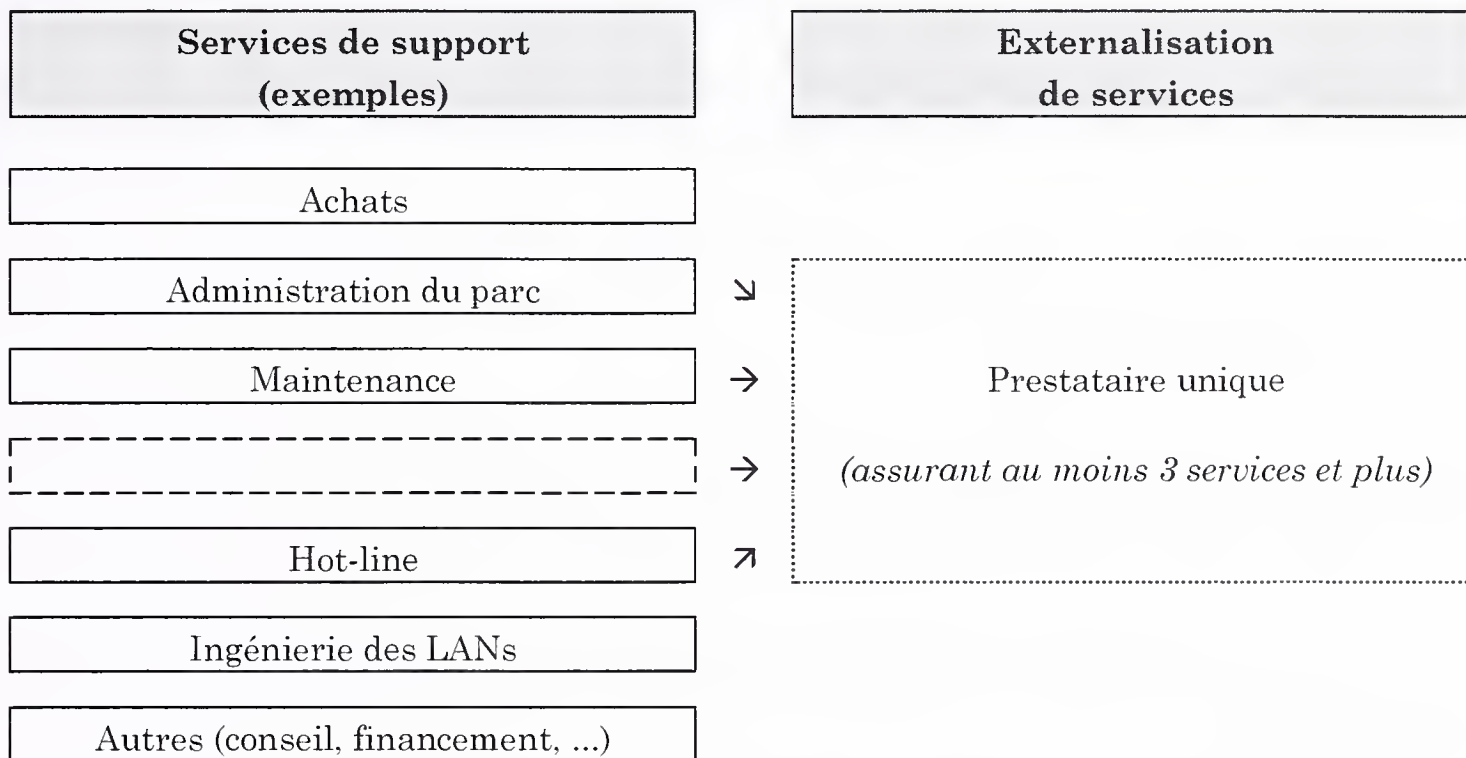 Services de support
(exemples)
Externalisation
de services
Achats
Administration du parc
↘
Maintenance
→
Prestataire unique
→
(assurant au moins 3 services et plus)
Hot-line
↗
Ingénierie des LANs
Autres (conseil, financement, ...)